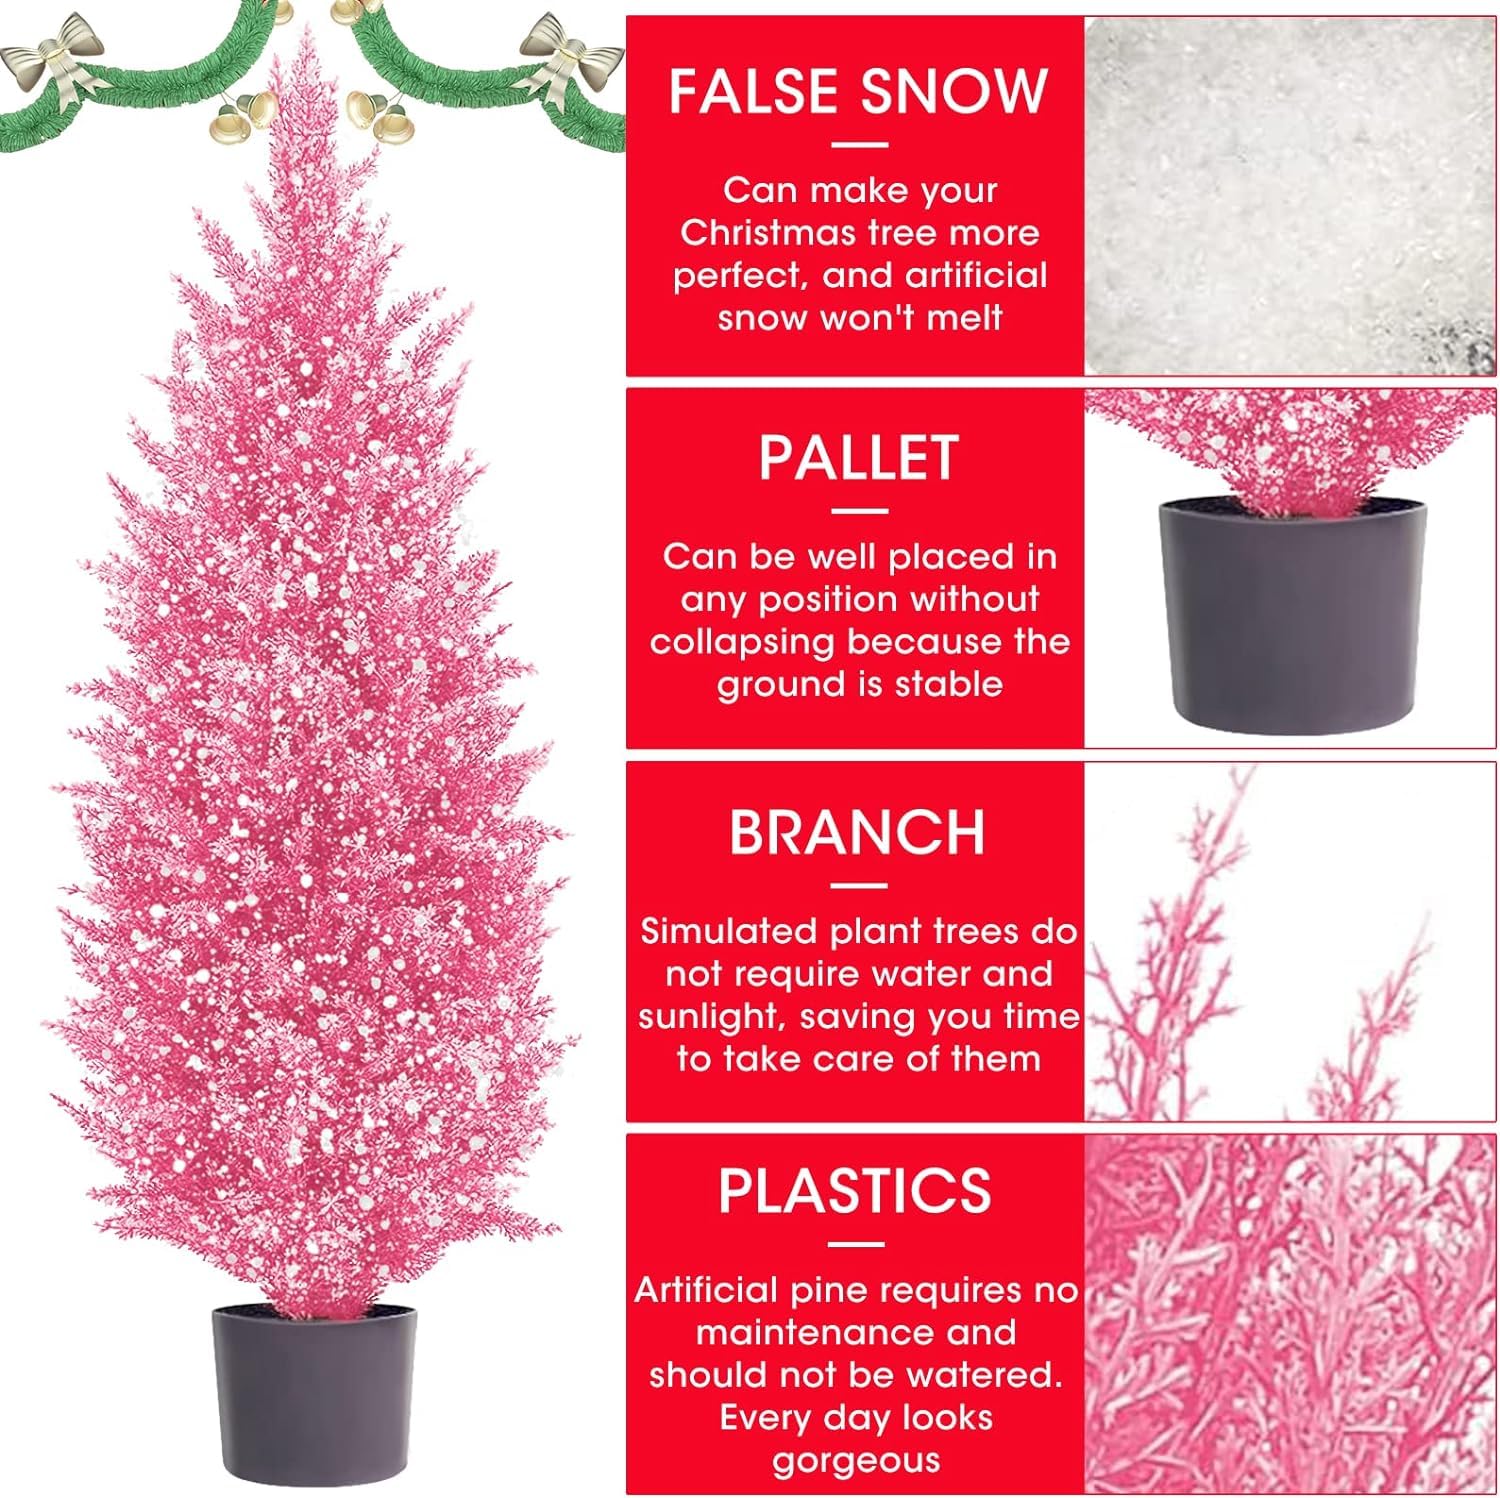 FALSE SNOW
Can make your
Christmas tree more
perfect, and artificial
snow won't melt
PALLET
Can be well placed in
any position without
collapsing because the
ground is stable
BRANCH
Simulated plant trees do
not require water and
sunlight, saving you time
to take care of them
PLASTICS
Artificial pine requires no
maintenance and
should not be watered.
Every day looks
gorgeous